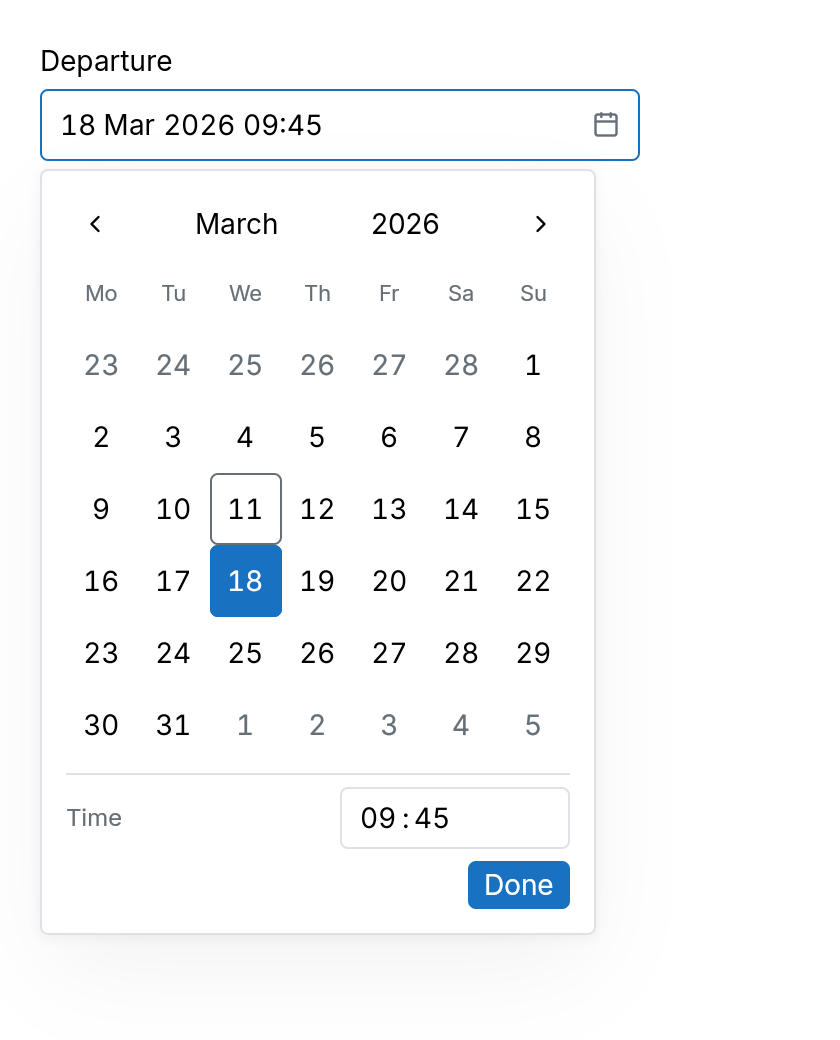 Departure
18 Mar 2026 09:45
March 2026
Mo Tu We Th Fr Sa Su
23 24 25 26 27 28 1
2 3 4 5 6 7 8
9 10 11 12 13 14 15
16 17 18 19 20 21 22
23 24 25 26 27 28 29
30 31 1 2 3 4 5
Time 09:45
Done